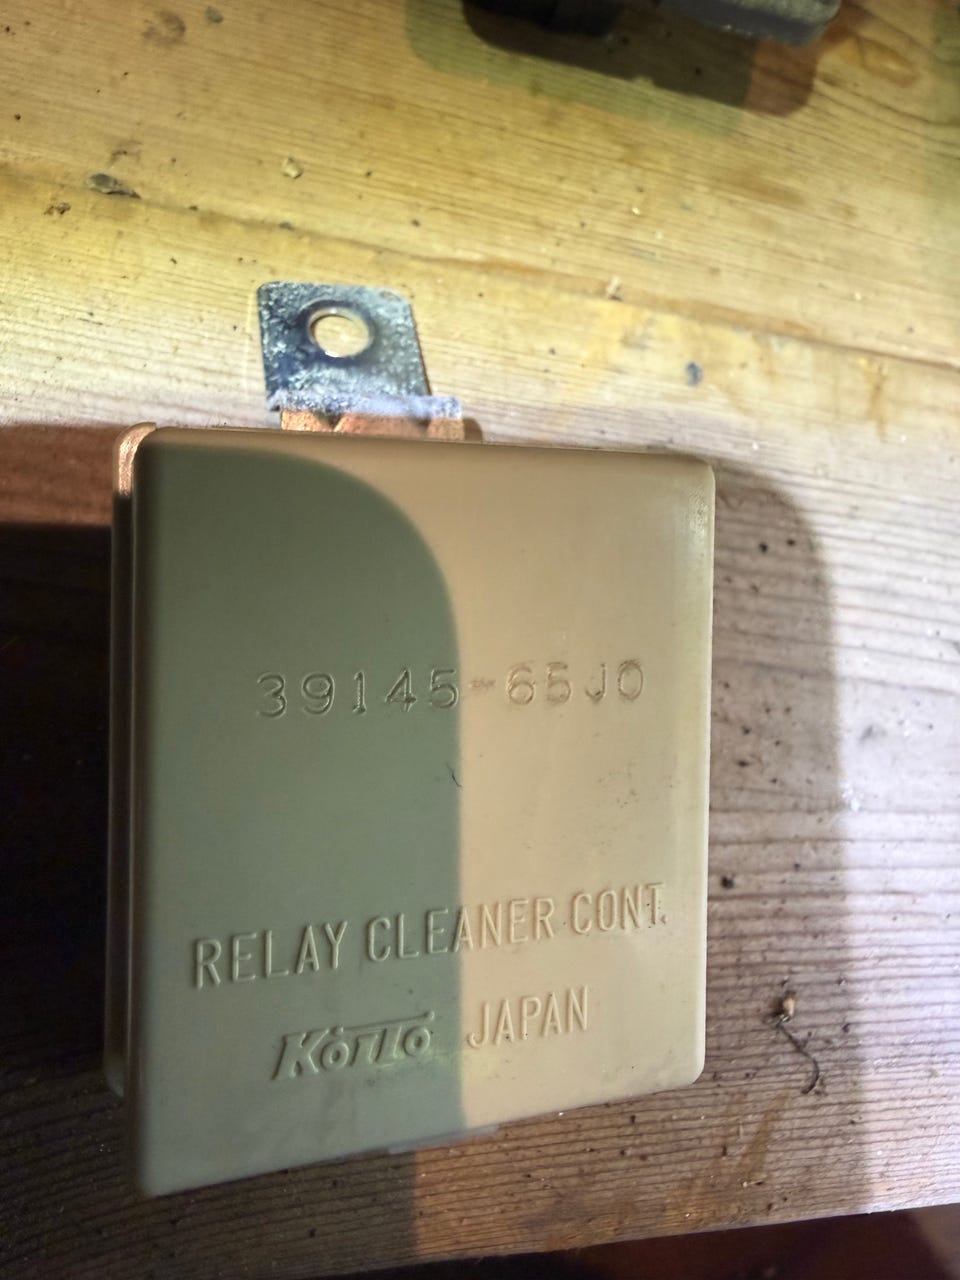 39145-65J0
RELAY CLEANER CONT.
KOITO JAPAN